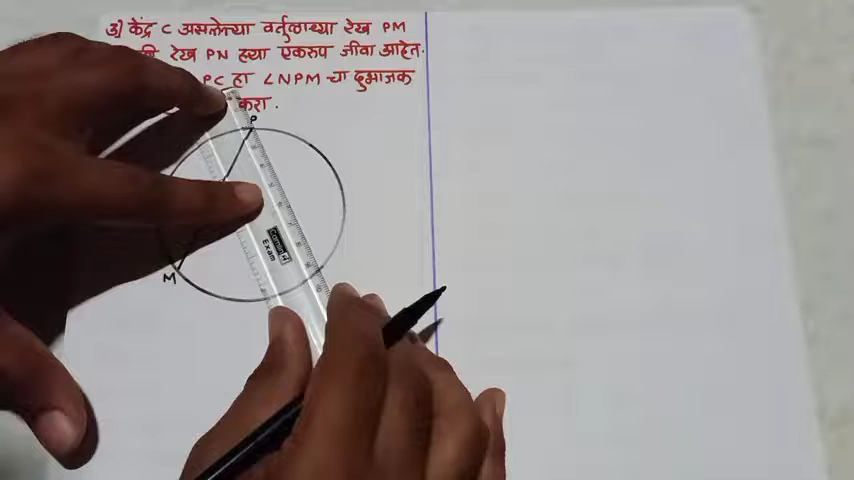 3) केंद्र C असलेल्या वर्तुळाच्या रेख PM
रेख PN ह्या एकरुप जीवा आहेत.
PC हा ∠NPM चा दुभाजक
करा.
P
M
Exam